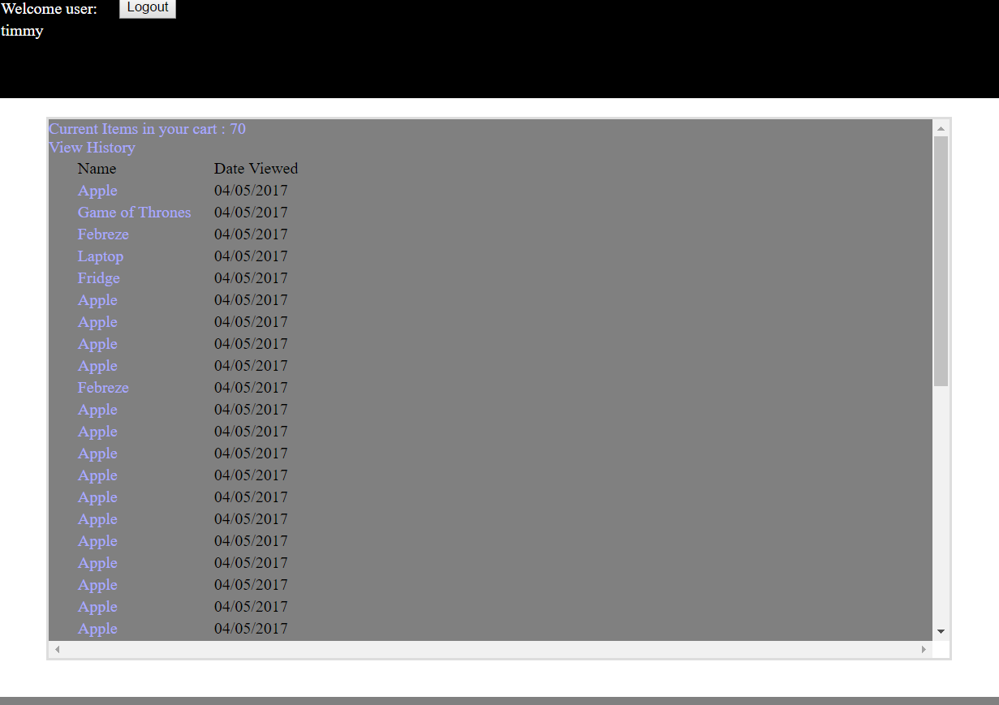 Welcome user: Logout
timmy
Current Items in your cart : 70
View History
Name Date Viewed
Apple 04/05/2017
Game of Thrones 04/05/2017
Febreze 04/05/2017
Laptop 04/05/2017
Fridge 04/05/2017
Apple 04/05/2017
Apple 04/05/2017
Apple 04/05/2017
Apple 04/05/2017
Febreze 04/05/2017
Apple 04/05/2017
Apple 04/05/2017
Apple 04/05/2017
Apple 04/05/2017
Apple 04/05/2017
Apple 04/05/2017
Apple 04/05/2017
Apple 04/05/2017
Apple 04/05/2017
Apple 04/05/2017
Apple 04/05/2017